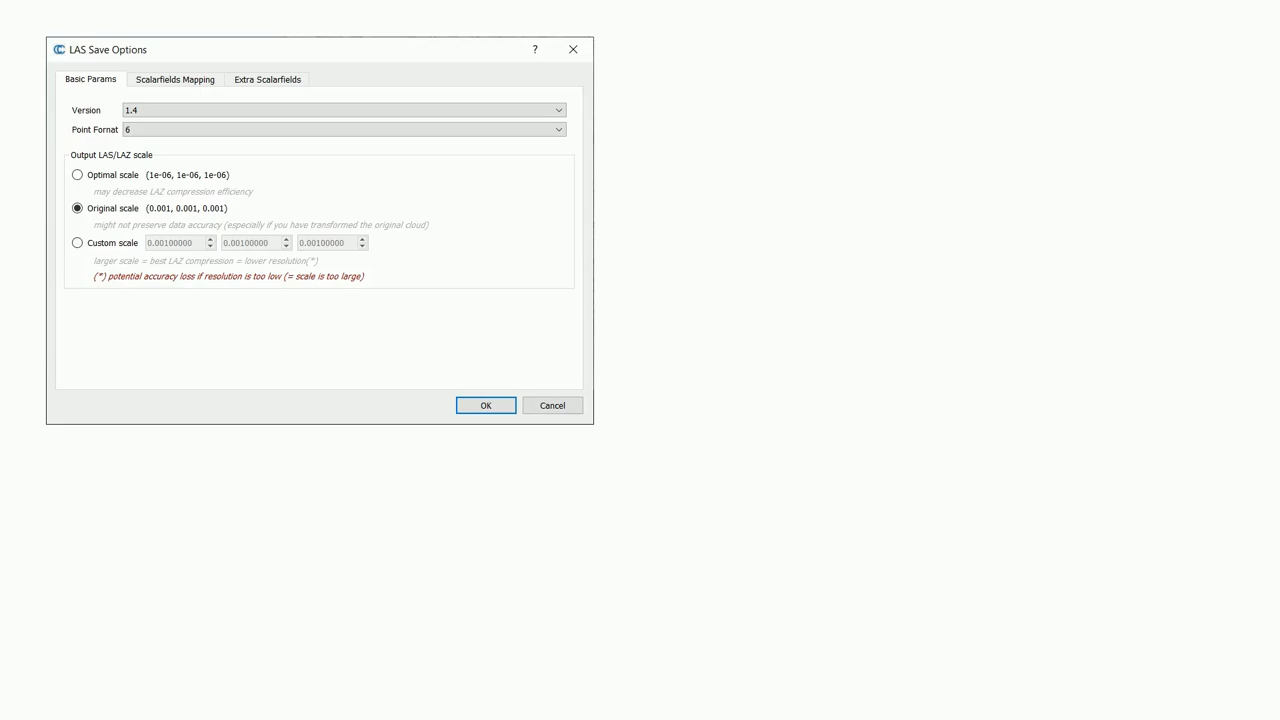 LAS Save Options
?
Basic Params Scalarfields Mapping Extra Scalarfields
Version 1.4
Point Fornat 6
Output LAS/LAZ scale
Optimal scale (1e-06, 1e-06, 1e-06)
may decrease LAZ compression efficiency
Original scale (0.001, 0.001, 0.001)
might not preserve data accuracy (especially if you have transformed the original cloud)
Custom scale 0.00100000 0.00100000 0.00100000
larger scale = best LAZ compression = lower resolution(*)
(*) potential accuracy loss if resolution is too low (= scale is too large)
OK Cancel